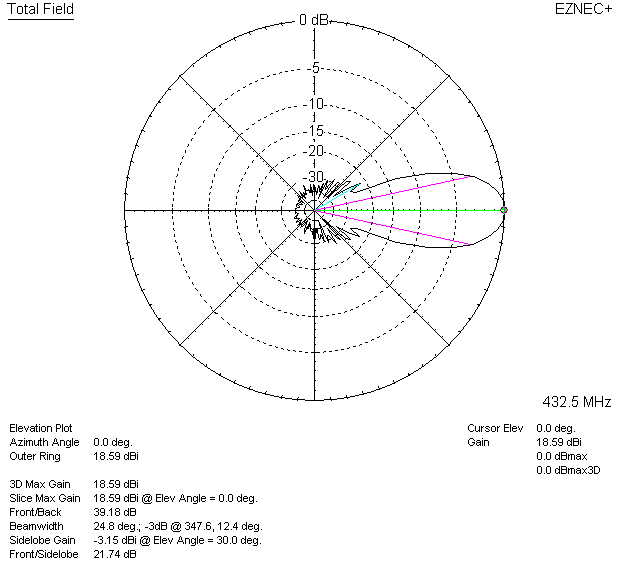 Total Field
EZNEC+
0 dB
-5
-10
-15
-20
-30
432.5 MHz
Elevation Plot
Azimuth Angle 0.0 deg.
Outer Ring 18.59 dBi
Cursor Elev 0.0 deg.
Gain 18.59 dBi
0.0 dBmax
0.0 dBmax3D
3D Max Gain 18.59 dBi
Slice Max Gain 18.59 dBi @ Elev Angle = 0.0 deg.
Front/Back 39.18 dB
Beamwidth 24.8 deg.; -3dB @ 347.6, 12.4 deg.
Sidelobe Gain -3.15 dBi @ Elev Angle = 30.0 deg.
Front/Sidelobe 21.74 dB